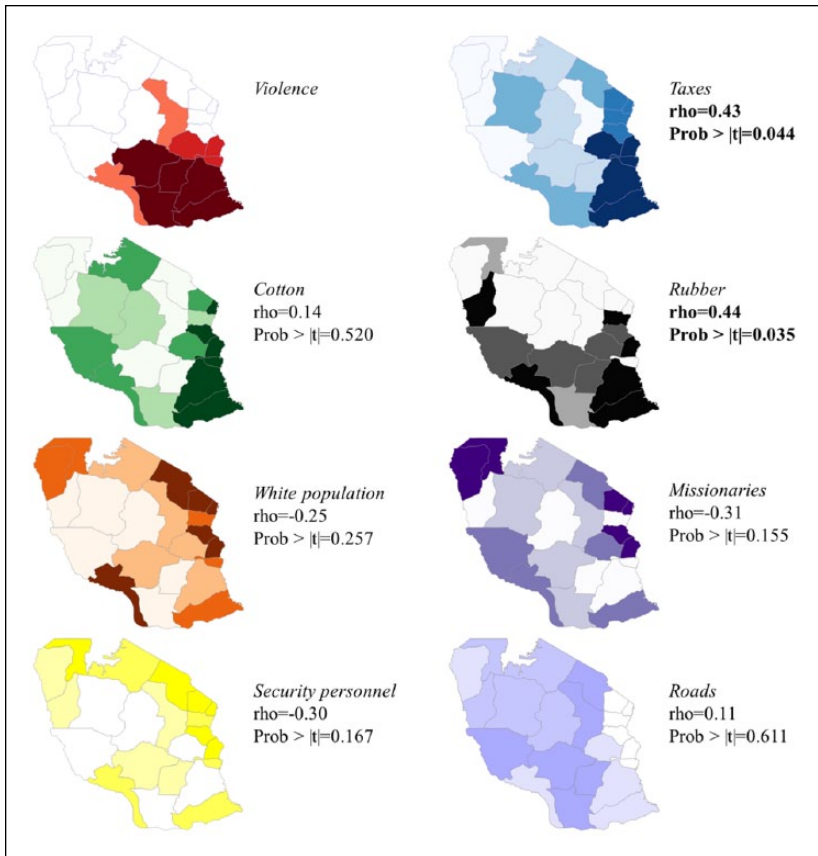 Violence
Taxes
rho=0.43
Prob > |t|=0.044
Cotton
rho=0.14
Prob > |t|=0.520
Rubber
rho=0.44
Prob > |t|=0.035
White population
rho=-0.25
Prob > |t|=0.257
Missionaries
rho=-0.31
Prob > |t|=0.155
Security personnel
rho=-0.30
Prob > |t|=0.167
Roads
rho=0.11
Prob > |t|=0.611